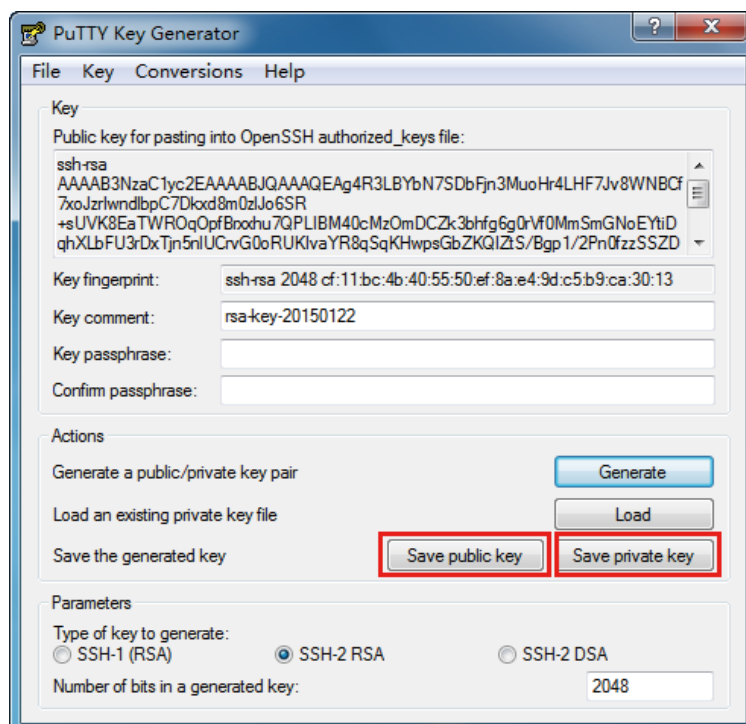 PuTTY Key Generator
File Key Conversions Help
Key
Public key for pasting into OpenSSH authorized_keys file:
ssh-rsa
AAAAB3NzaC1yc2EAAAABJQAAAQEAg4R3LBYbN7SDbFjn3MuoHr4LHF7Jv8WNBCf
7xoJzrlwndlbpC7Dkxd8m0zlJo6SR
+sUVK8EaTWROqOpfBrxxhu7QPLIBM40cMzOmDCZk3bhfg6g0rVf0MmSmGNoEYtiD
qhXLbFU3rDxTjn5nlUCrvG0oRUKlvaYR8qSqKHwpsGbZKQIZtS/Bgp1/2Pn0fzzSSZD
Key fingerprint: ssh-rsa 2048 cf:11:bc:4b:40:55:50:ef:8a:e4:9d:c5:b9:ca:30:13
Key comment: rsa-key-20150122
Key passphrase:
Confirm passphrase:
Actions
Generate a public/private key pair Generate
Load an existing private key file Load
Save the generated key Save public key Save private key
Parameters
Type of key to generate:
SSH-1 (RSA) SSH-2 RSA SSH-2 DSA
Number of bits in a generated key: 2048